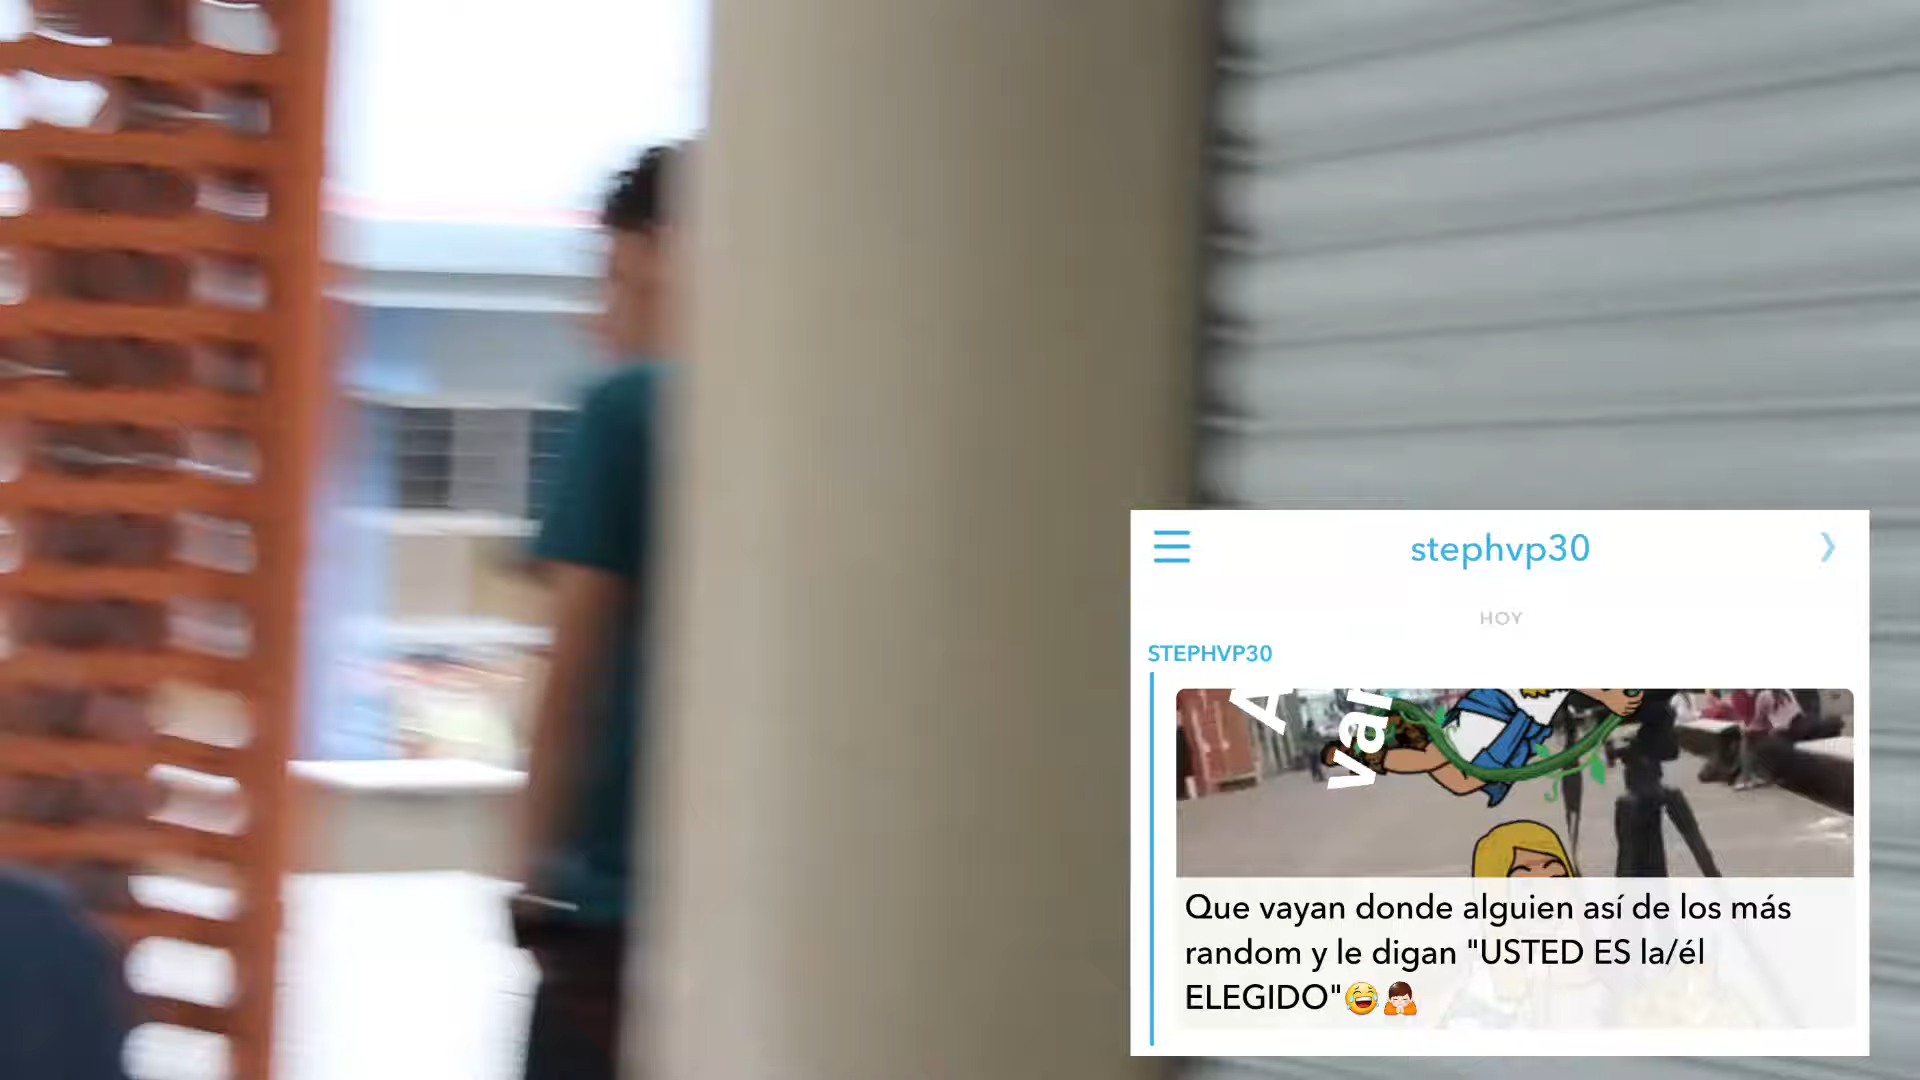 stephvp30
HOY
STEPHVP30
A
var
Que vayan donde alguien así de los más
random y le digan "USTED ES la/él
ELEGIDO"😂🙏